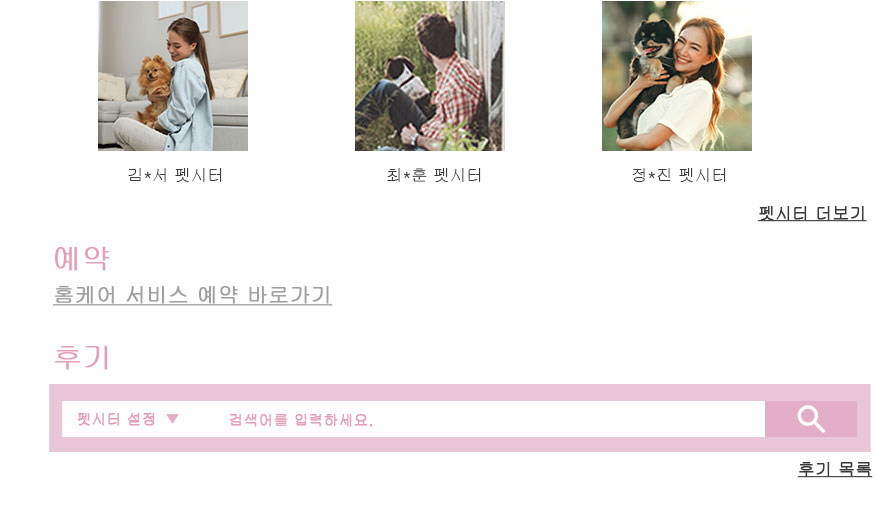 김*서 펫시터
최*훈 펫시터
정*진 펫시터
펫시터 더보기
예약
홈케어 서비스 예약 바로가기
후기
펫시터 설정 ▼ 검색어를 입력하세요.
후기 목록